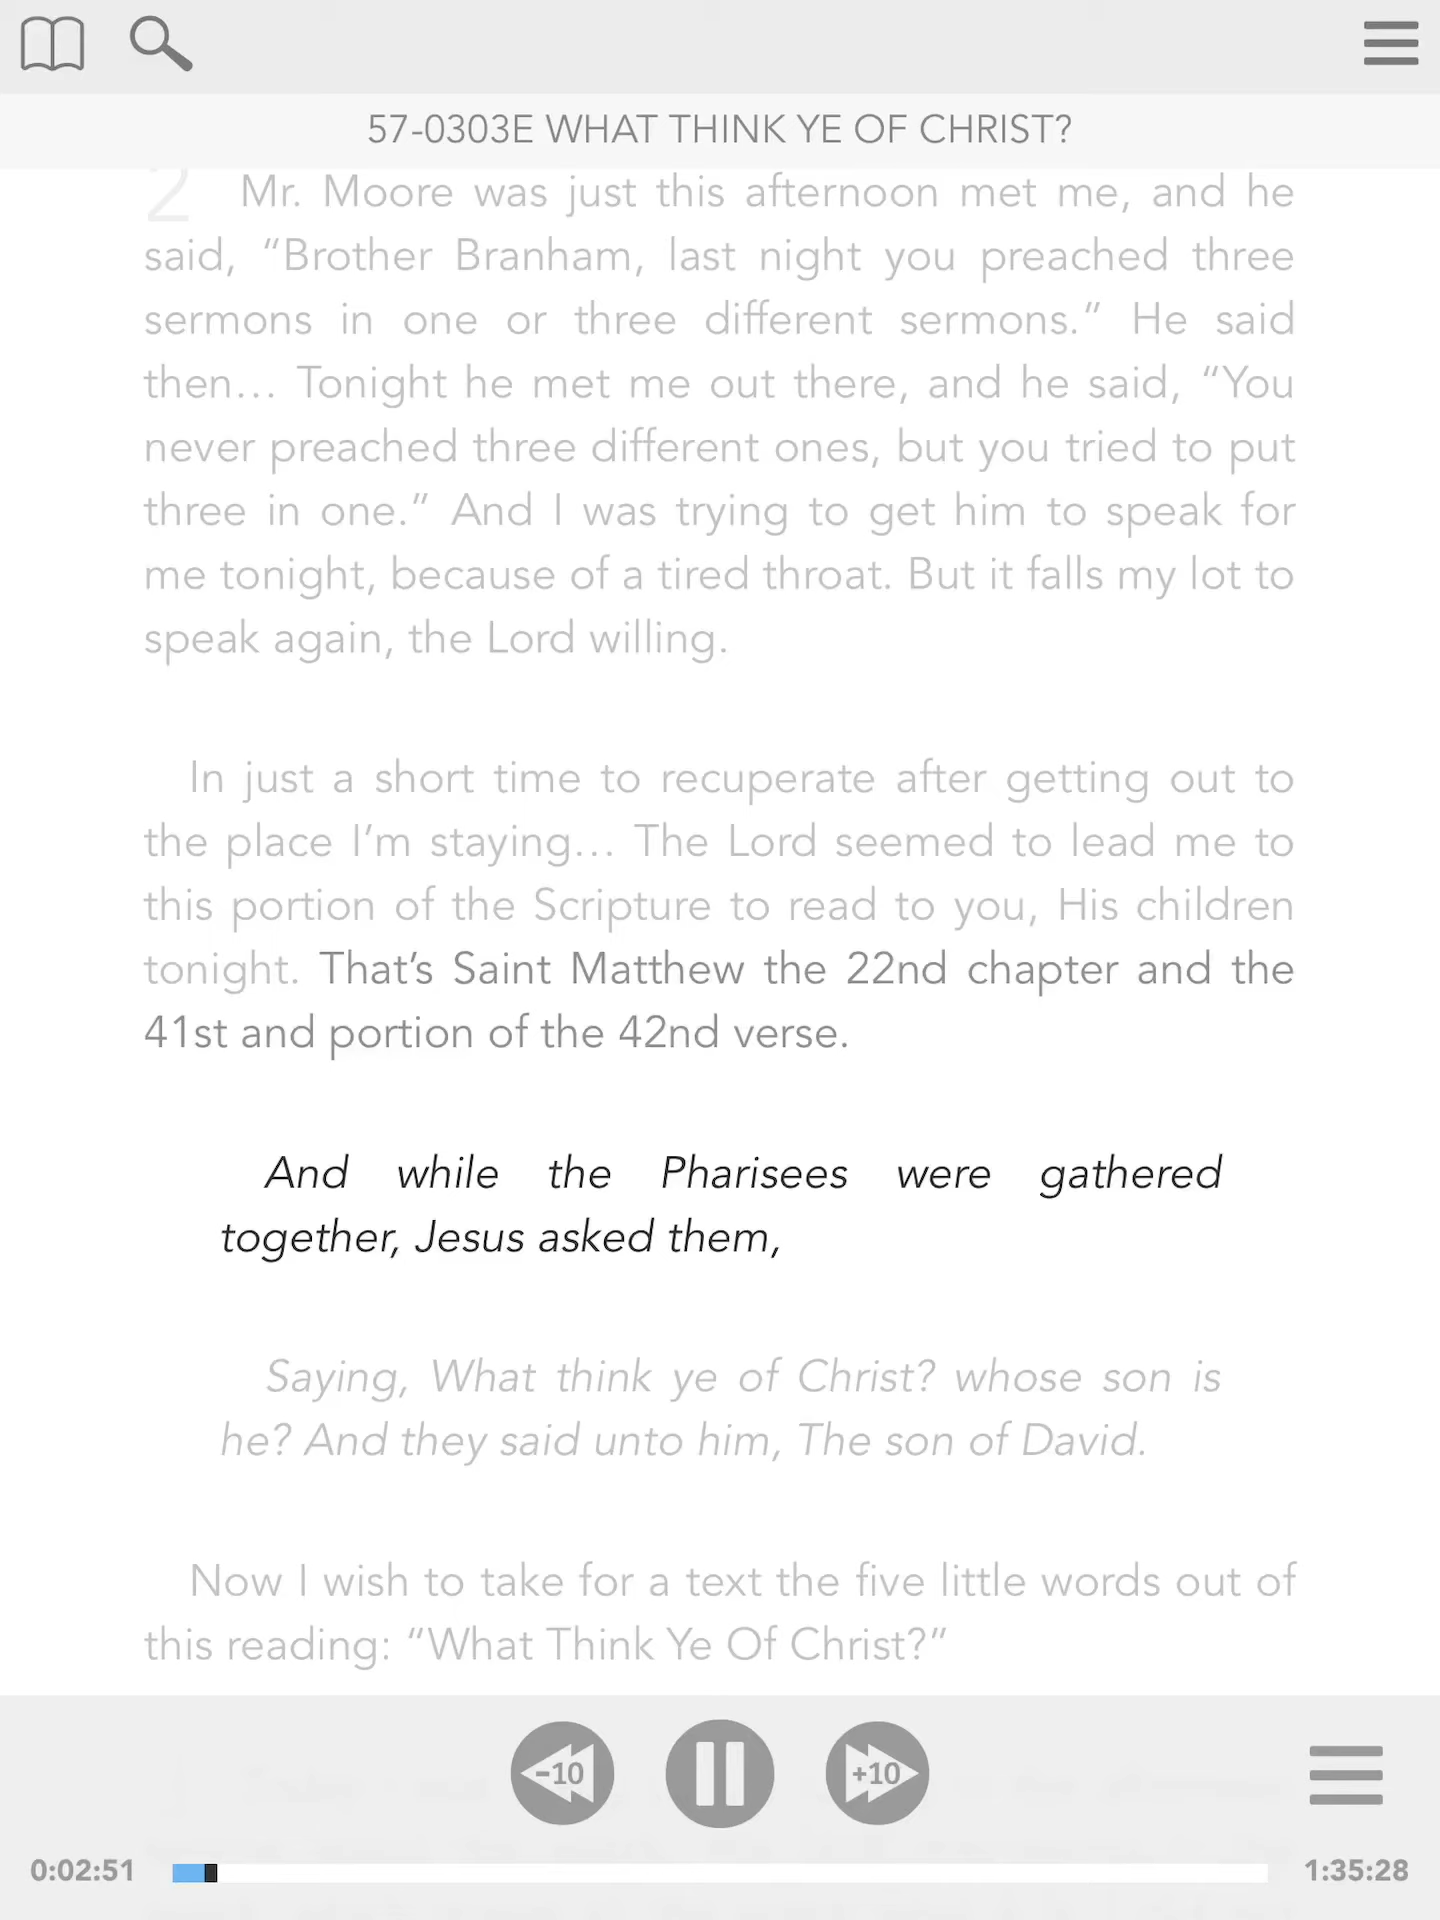 57-0303E WHAT THINK YE OF CHRIST?
2 Mr. Moore was just this afternoon met me, and he
said, “Brother Branham, last night you preached three
sermons in one or three different sermons.” He said
then… Tonight he met me out there, and he said, “You
never preached three different ones, but you tried to put
three in one.” And I was trying to get him to speak for
me tonight, because of a tired throat. But it falls my lot to
speak again, the Lord willing.
In just a short time to recuperate after getting out to
the place I’m staying… The Lord seemed to lead me to
this portion of the Scripture to read to you, His children
tonight. That’s Saint Matthew the 22nd chapter and the
41st and portion of the 42nd verse.
And while the Pharisees were gathered
together, Jesus asked them,
Saying, What think ye of Christ? whose son is
he? And they said unto him, The son of David.
Now I wish to take for a text the five little words out of
this reading: “What Think Ye Of Christ?”
-10 +10
0:02:51 1:35:28